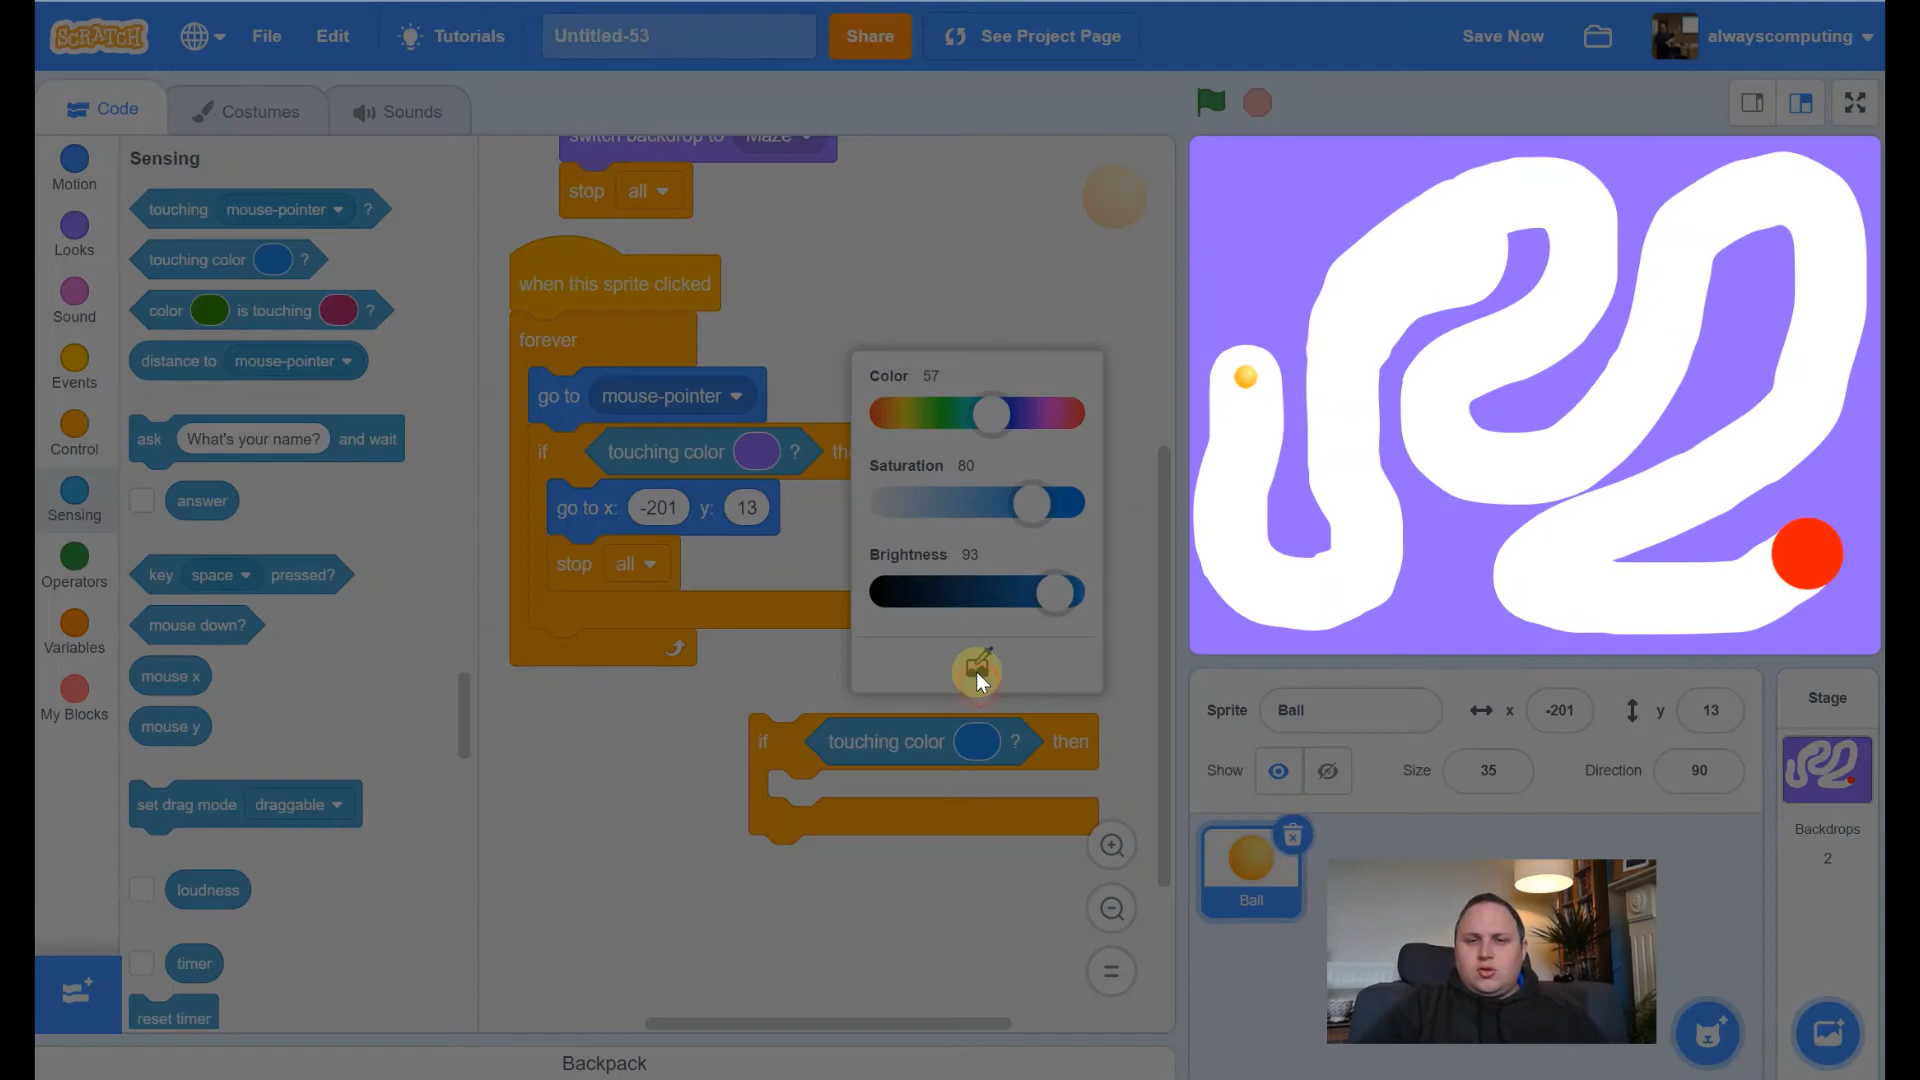 SCRATCH
File
Edit
Tutorials
Untitled-53
Share
See Project Page
Save Now
alwayscomputing
Code
Costumes
Sounds
Motion
Looks
Sound
Events
Control
Sensing
Operators
Variables
My Blocks
Sensing
touching mouse-pointer ?
touching color ?
color is touching ?
distance to mouse-pointer
ask What's your name? and wait
answer
key space pressed?
mouse down?
mouse x
mouse y
set drag mode draggable
loudness
timer
reset timer
switch backdrop to Maze
stop all
when this sprite clicked
forever
go to mouse-pointer
if touching color ?
go to x: -201 y: 13
stop all
Color 57
Saturation 80
Brightness 93
if touching color ? then
Backpack
Sprite Ball x -201 y 13
Show Size 35 Direction 90
Ball
Stage
Backdrops
2